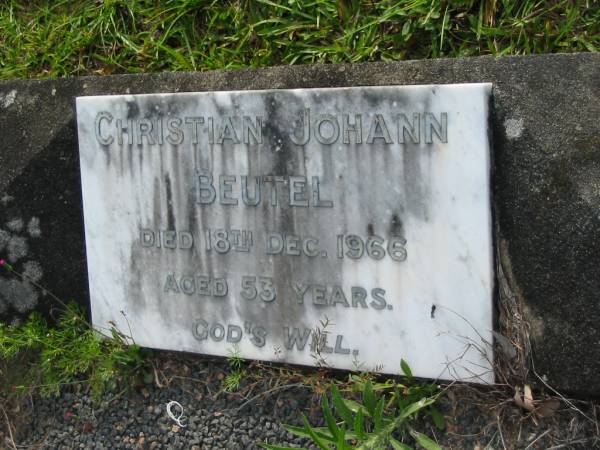 CHRISTIAN JOHANN
BEUTEL
DIED 18TH DEC. 1966
AGED 53 YEARS.
GOD'S WILL.